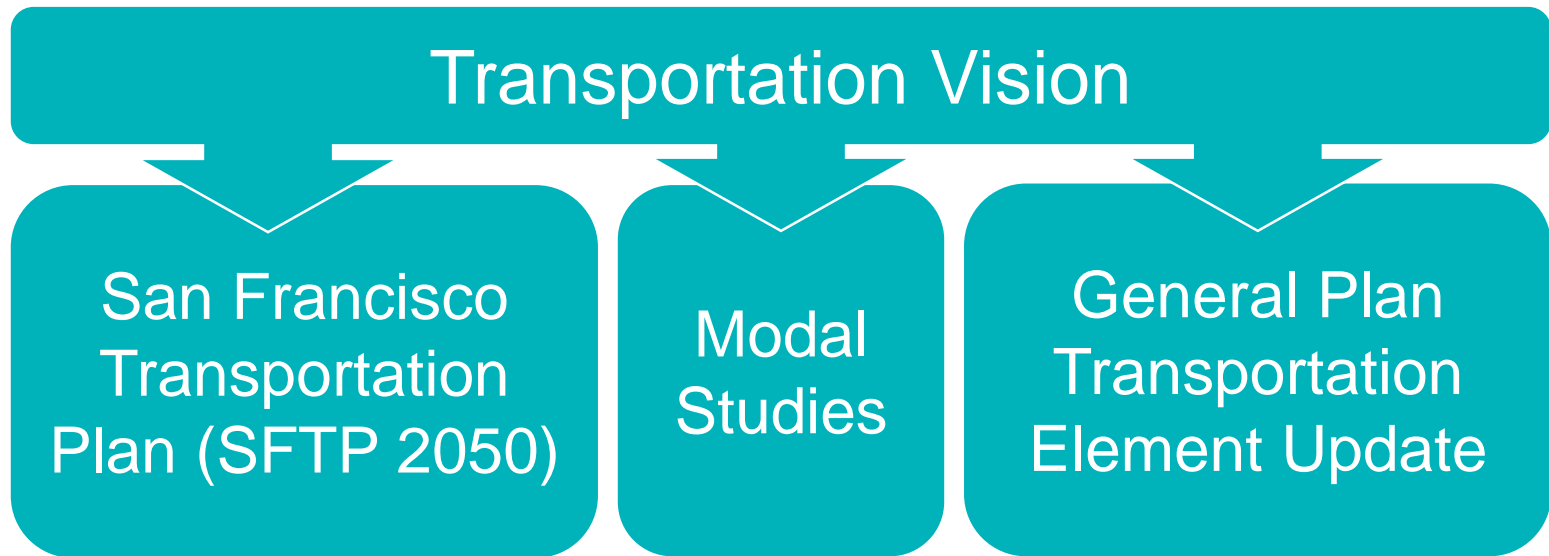 Transportation Vision
San Francisco
Transportation
Plan (SFTP 2050)
Modal
Studies
General Plan
Transportation
Element Update